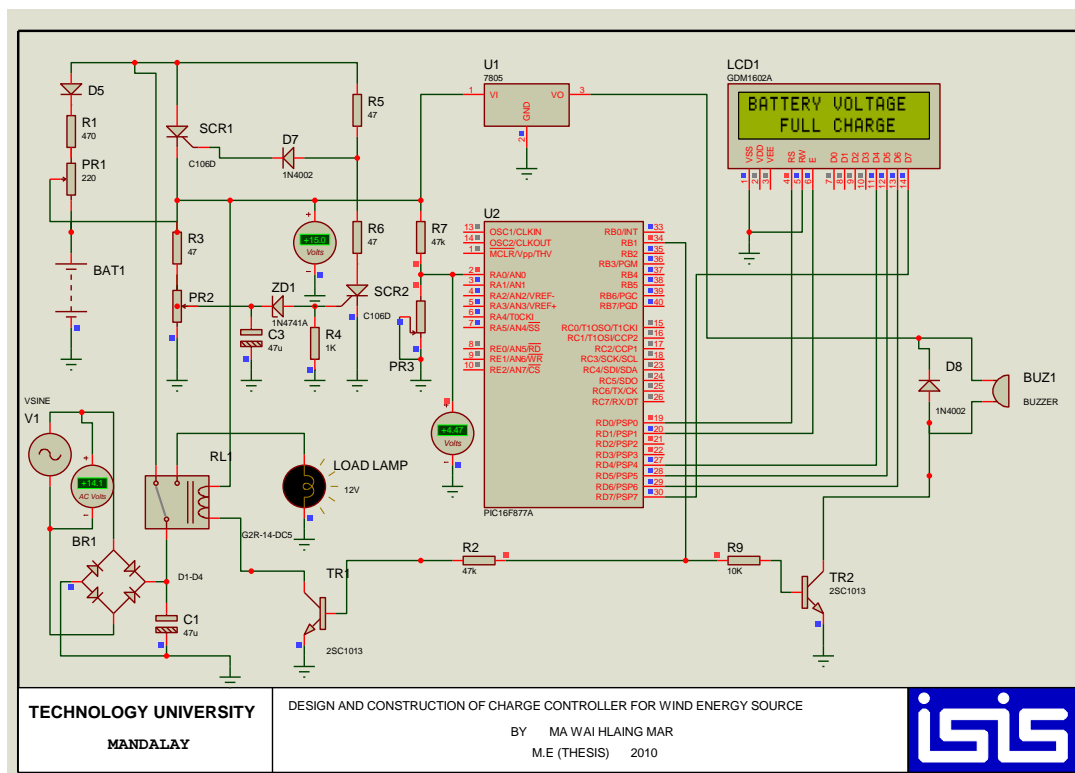 D5
R1
470
PR1
220
BAT1
SCR1
C106D
D7
1N4002
R5
47
R3
47
PR2
R6
47
+15.0
Volts
ZD1
1N4741A
C3
47u
R4
1K
SCR2
C106D
R7
47k
PR3
+4.47
Volts
U1
7805
1
VI
VO
3
GND
2
LCD1
GDM1602A
BATTERY VOLTAGE
FULL CHARGE
VSS
VDD
VEE
RS
RW
E
D0
D1
D2
D3
D4
D5
D6
D7
1
2
3
4
5
6
7
8
9
10
11
12
13
14
U2
13 OSC1/CLKIN
14 OSC2/CLKOUT
1 MCLR/Vpp/THV
2 RA0/AN0
3 RA1/AN1
4 RA2/AN2/VREF-
5 RA3/AN3/VREF+
6 RA4/T0CKI
7 RA5/AN4/SS
8 RE0/AN5/RD
9 RE1/AN6/WR
10 RE2/AN7/CS
RB0/INT 33
RB1 34
RB2 35
RB3/PGM 36
RB4 37
RB5 38
RB6/PGC 39
RB7/PGD 40
RC0/T1OSO/T1CKI 15
RC1/T1OSI/CCP2 16
RC2/CCP1 17
RC3/SCK/SCL 18
RC4/SDI/SDA 23
RC5/SDO 24
RC6/TX/CK 25
RC7/RX/DT 26
RD0/PSP0 19
RD1/PSP1 20
RD2/PSP2 21
RD3/PSP3 22
RD4/PSP4 27
RD5/PSP5 28
RD6/PSP6 29
RD7/PSP7 30
PIC16F877A
D8
1N4002
BUZ1
BUZZER
VSINE
V1
+14.1
AC Volts
RL1
G2R-14-DC5
LOAD LAMP
12V
BR1
D1-D4
C1
47u
TR1
2SC1013
R2
47k
R9
10K
TR2
2SC1013
TECHNOLOGY UNIVERSITY
MANDALAY
DESIGN AND CONSTRUCTION OF CHARGE CONTROLLER FOR WIND ENERGY SOURCE
BY MA WAI HLAING MAR
M.E (THESIS) 2010
isis